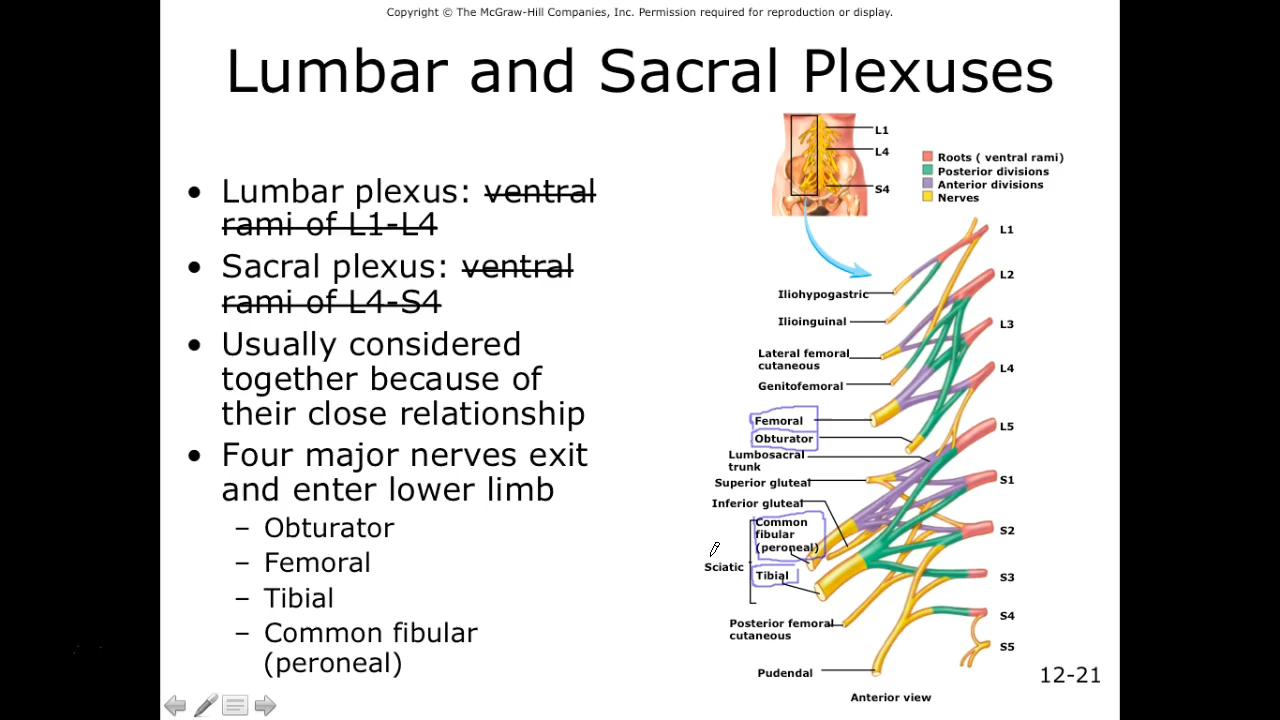 Copyright © The McGraw-Hill Companies, Inc. Permission required for reproduction or display.
Lumbar and Sacral Plexuses
• Lumbar plexus: ventral
rami of L1-L4
• Sacral plexus: ventral
rami of L4-S4
• Usually considered
together because of
their close relationship
• Four major nerves exit
and enter lower limb
– Obturator
– Femoral
– Tibial
– Common fibular
(peroneal)
L1
L4
S4
Roots ( ventral rami)
Posterior divisions
Anterior divisions
Nerves
L1
L2
L3
L4
L5
S1
S2
S3
S4
S5
Iliohypogastric
Ilioinguinal
Lateral femoral
cutaneous
Genitofemoral
Femoral
Obturator
Lumbosacral
trunk
Superior gluteal
Inferior gluteal
Common
fibular
(peroneal)
Sciatic
Tibial
Posterior femoral
cutaneous
Pudendal
Anterior view
12-21